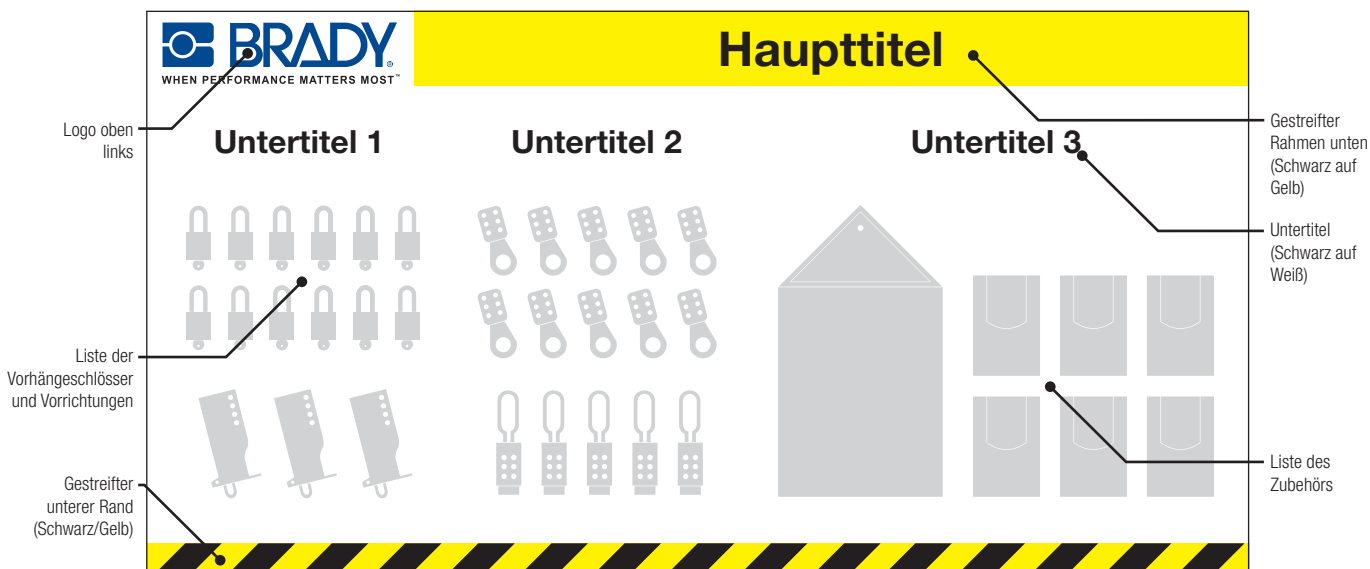 BRADY
WHEN PERFORMANCE MATTERS MOST™
Haupttitel
Logo oben
links
Untertitel 1
Untertitel 2
Untertitel 3
Gestreifter
Rahmen unten
(Schwarz auf
Gelb)
Untertitel
(Schwarz auf
Weiß)
Liste der
Vorhängeschlösser
und Vorrichtungen
Gestreifter
unterer Rand
(Schwarz/Gelb)
Liste des
Zubehörs